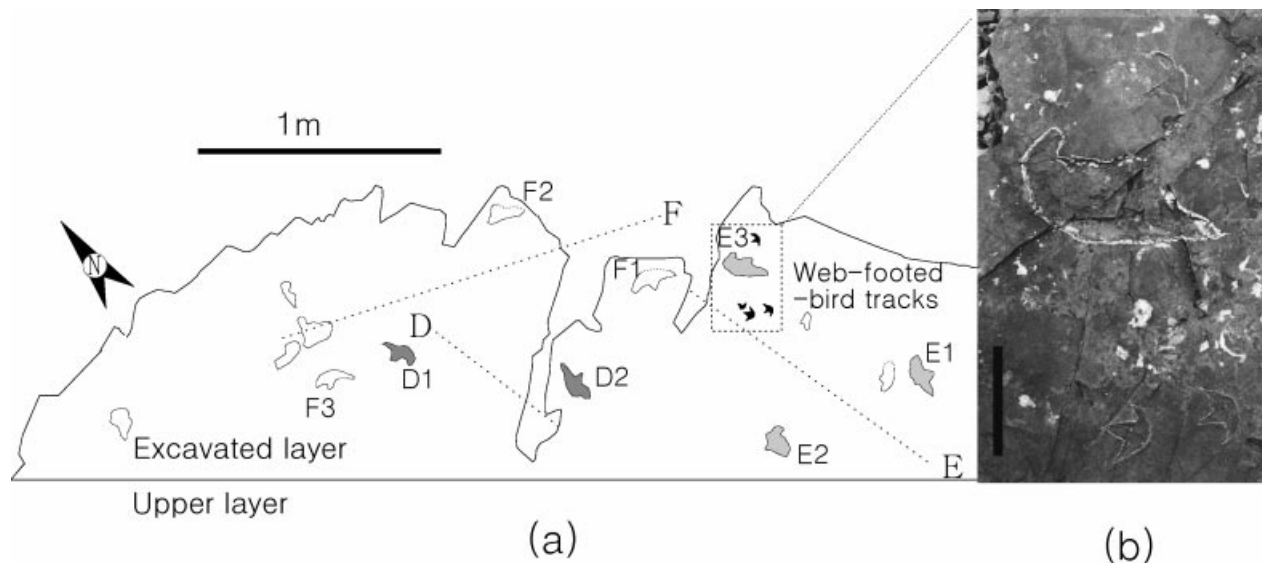 1m
F2
F
E3
F1
Web-footed
-bird tracks
N
D
D1
D2
E1
F3
E2
E
Excavated layer
Upper layer
(a)
(b)